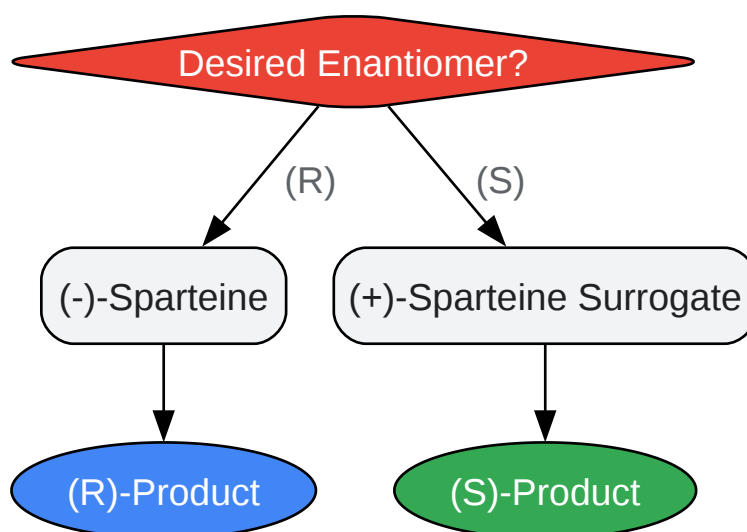 Desired Enantiomer?
(R)
(S)
(-)-Sparteine
(+)-Sparteine Surrogate
(R)-Product
(S)-Product